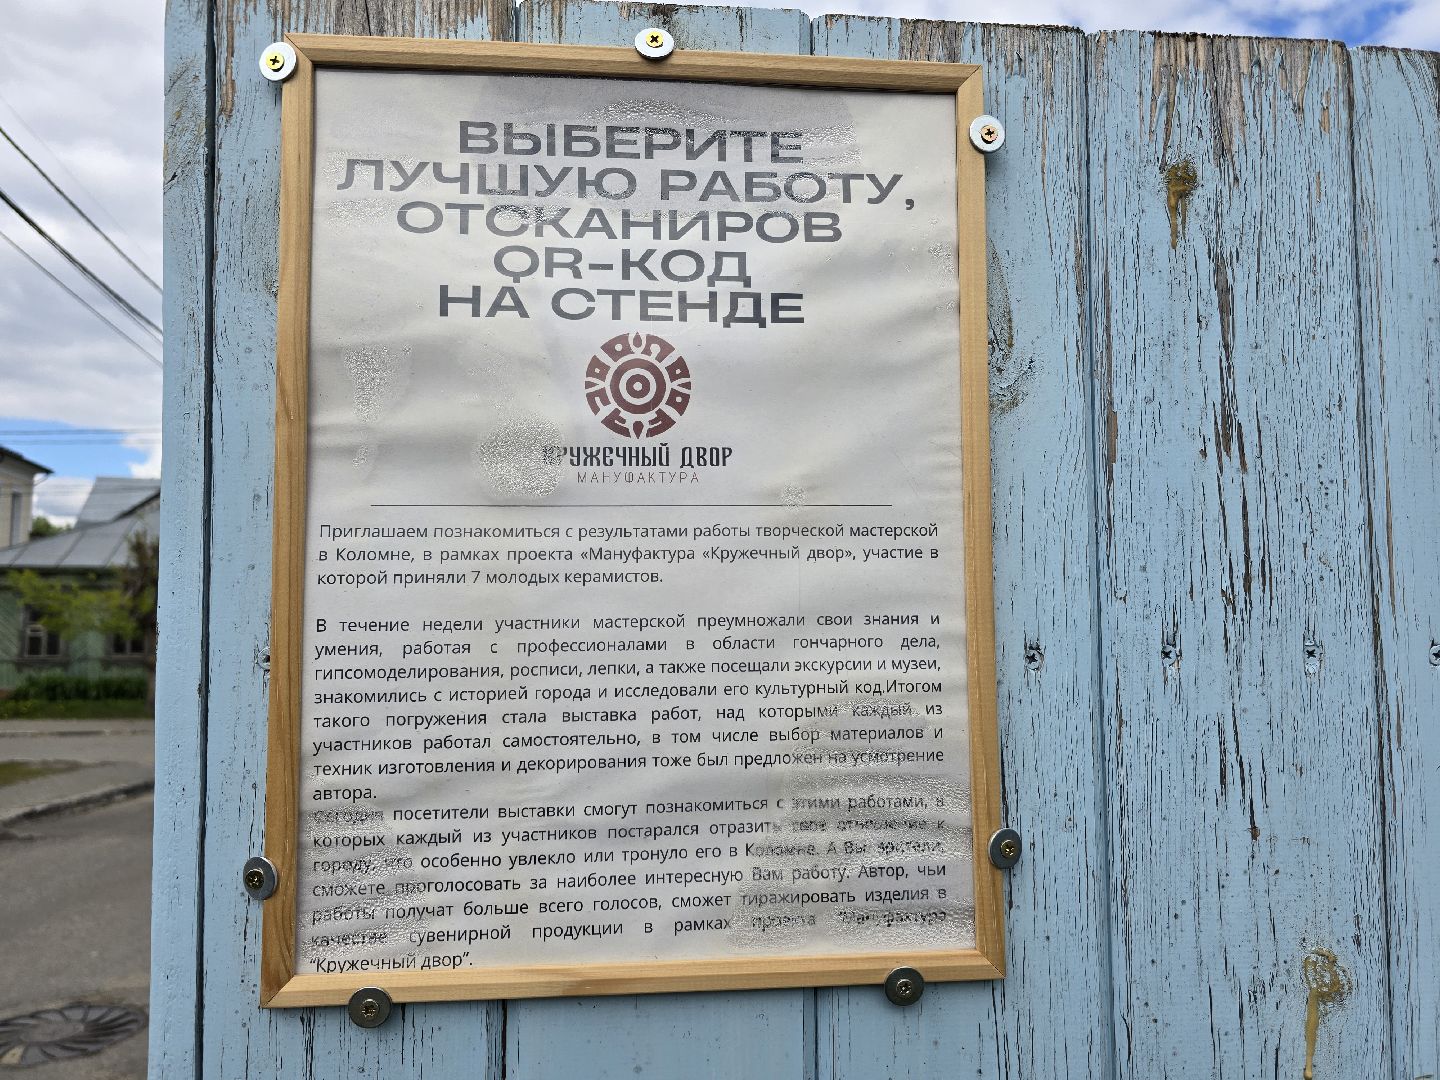 ВЫБЕРИТЕ
ЛУЧШУЮ РАБОТУ,
ОТСКАНИРОВ
QR-КОД
НА СТЕНДЕ
КРУЖЕЧНЫЙ ДВОР
МАНУФАКТУРА
Приглашаем познакомиться с результатами работы творческой мастерской
в Коломне, в рамках проекта «Мануфактура «Кружечный двор», участие в
которой приняли 7 молодых керамистов.
В течение недели участники мастерской преумножали свои знания и
умения, работая с профессионалами в области гончарного дела,
гипсомоделирования, росписи, лепки, а также посещали экскурсии и музеи,
знакомились с историей города и исследовали его культурный код.Итогом
такого погружения стала выставка работ, над которыми каждый из
участников работал самостоятельно, в том числе выбор материалов и
техник изготовления и декорирования тоже был предложен на усмотрение
автора.
Сегодня посетители выставки смогут познакомиться с этими работами, в
которых каждый из участников постарался отразить своё отношение к
городу, что особенно увлекло или тронуло его в Коломне. А Вы, зрители,
сможете проголосовать за наиболее интересную Вам работу. Автор, чьи
работы получат больше всего голосов, сможет тиражировать изделия в
качестве сувенирной продукции в рамках проекта "Мануфактура
"Кружечный двор".